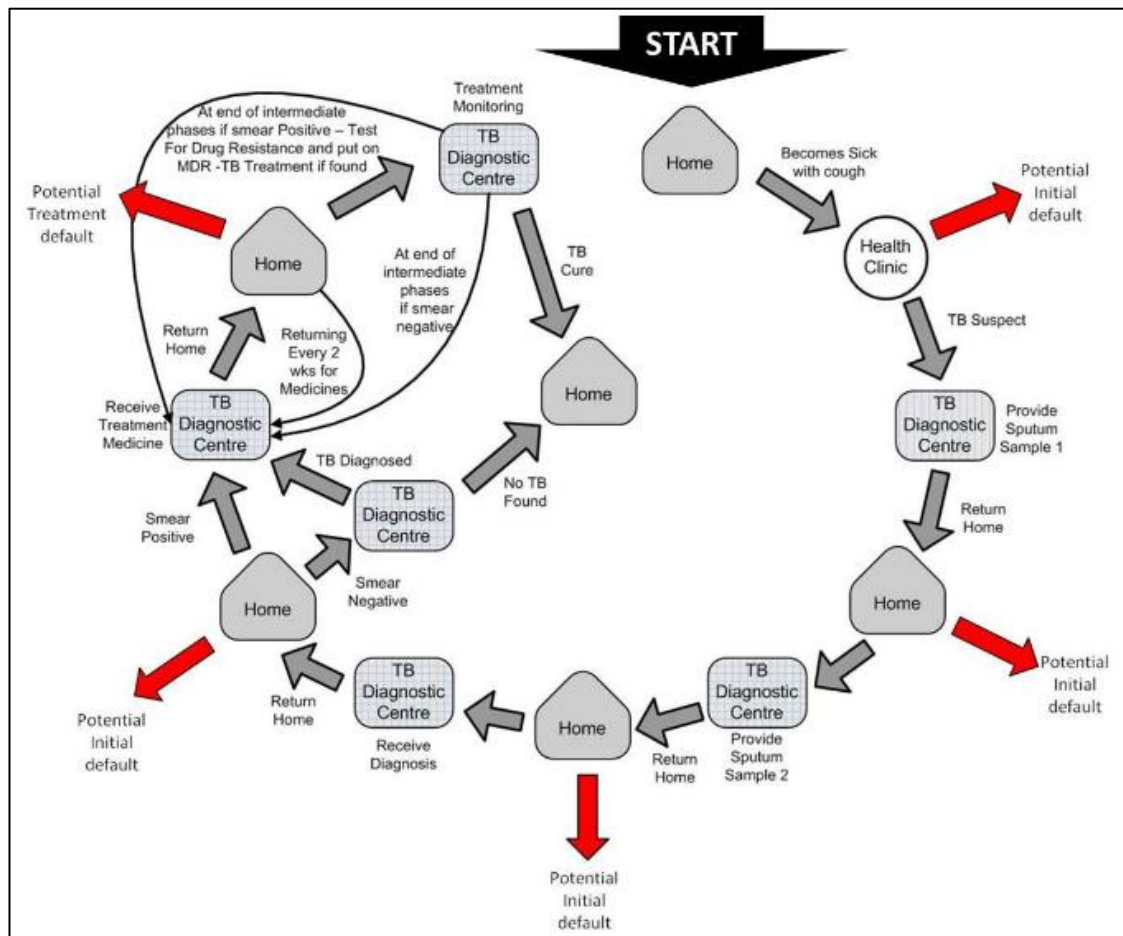 START
Home
Becomes Sick
with cough
Potential
Initial
default
Health
Clinic
TB Suspect
TB
Diagnostic
Centre
Provide
Sputum
Sample 1
Return
Home
Home
Potential
Initial
default
TB
Diagnostic
Centre
Provide
Sputum
Sample 2
Return
Home
Home
Potential
Initial
default
TB
Diagnostic
Centre
Receive
Diagnosis
Return
Home
Home
Potential
Initial
default
Smear
Positive
Smear
Negative
TB
Diagnostic
Centre
TB Diagnosed
No TB
Found
Home
Receive
Treatment
Medicine
TB
Diagnostic
Centre
Return
Home
Returning
Every 2
wks for
Medicines
Home
Potential
Treatment
default
At end of intermediate
phases if smear Positive – Test
For Drug Resistance and put on
MDR -TB Treatment if found
Treatment
Monitoring
TB
Diagnostic
Centre
At end of
intermediate
phases
if smear
negative
TB
Cure